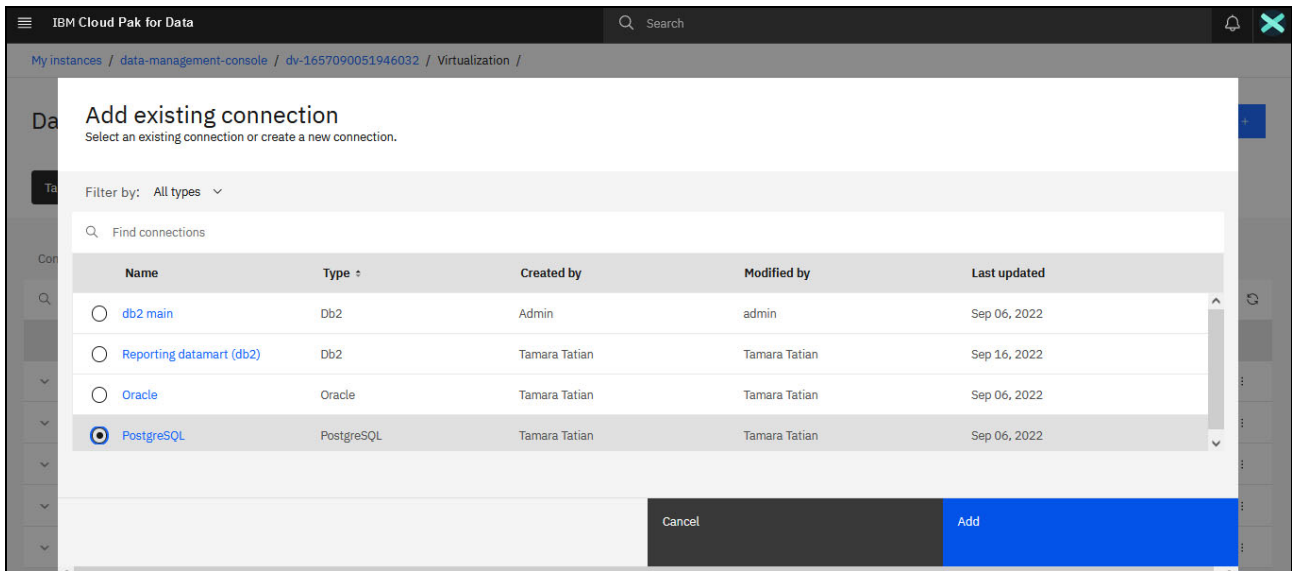 IBM Cloud Pak for Data
Search
My instances / data-management-console / dv-1657090051946032 / Virtualization /
Da
Add existing connection
Select an existing connection or create a new connection.
+
Ta
Filter by: All types
Find connections
Con
Name Type Created by Modified by Last updated
db2 main Db2 Admin admin Sep 06, 2022
Reporting datamart (db2) Db2 Tamara Tatian Tamara Tatian Sep 16, 2022
Oracle Oracle Tamara Tatian Tamara Tatian Sep 06, 2022
PostgreSQL PostgreSQL Tamara Tatian Tamara Tatian Sep 06, 2022
Cancel Add